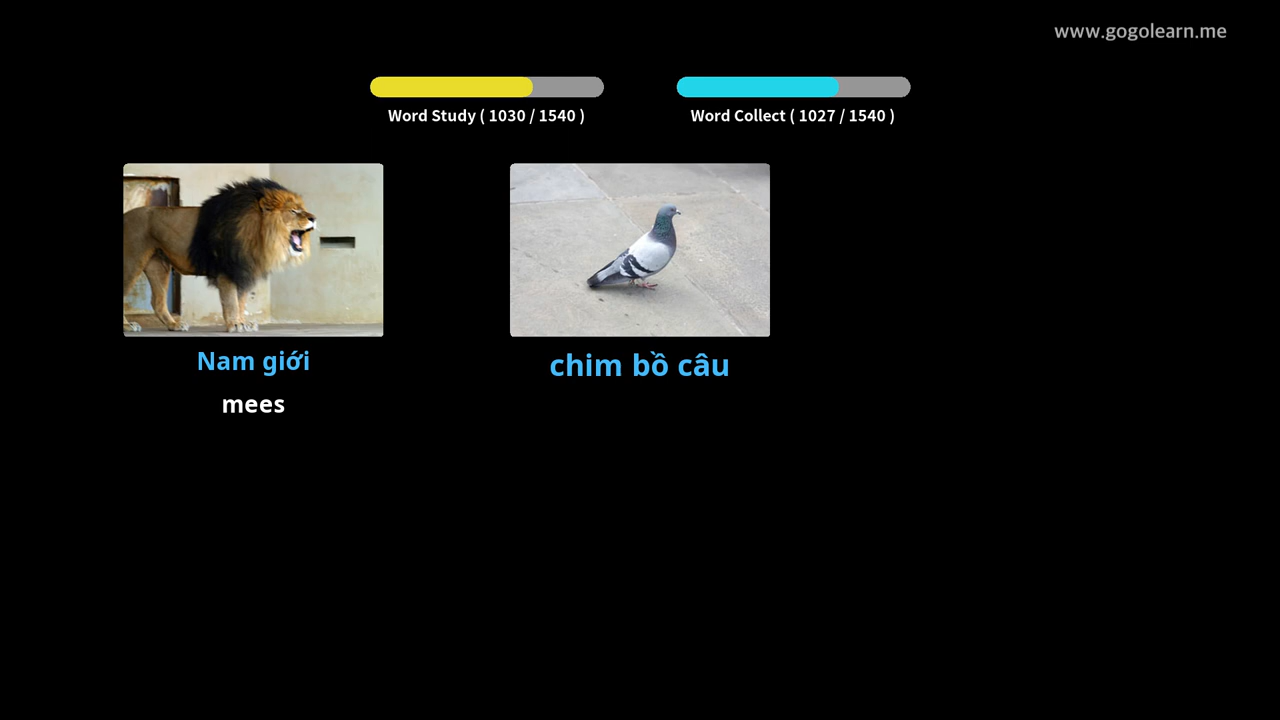 www.gogolearn.me
Word Study ( 1030 / 1540 )
Word Collect ( 1027 / 1540 )
Nam giới
mees
chim bồ câu